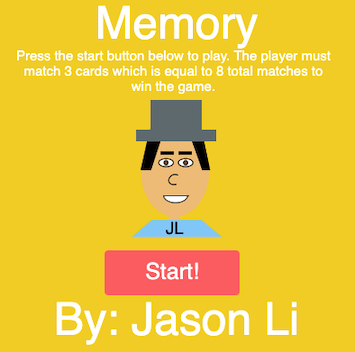 Memory
Press the start button below to play. The player must
match 3 cards which is equal to 8 total matches to
win the game.
JL
Start!
By: Jason Li